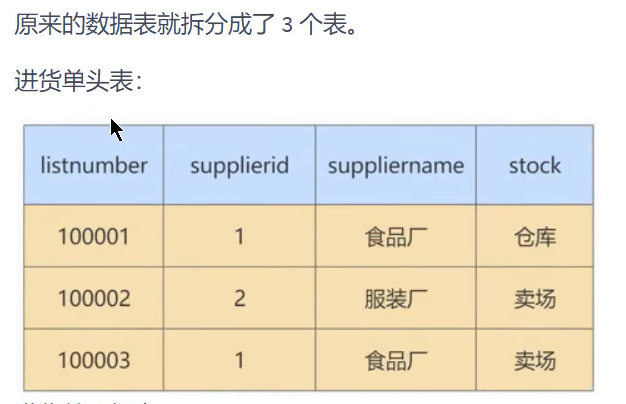 原来的数据表就拆分成了 3 个表。
进货单头表：
listnumber supplierid suppliername stock
100001 1 食品厂 仓库
100002 2 服装厂 卖场
100003 1 食品厂 卖场